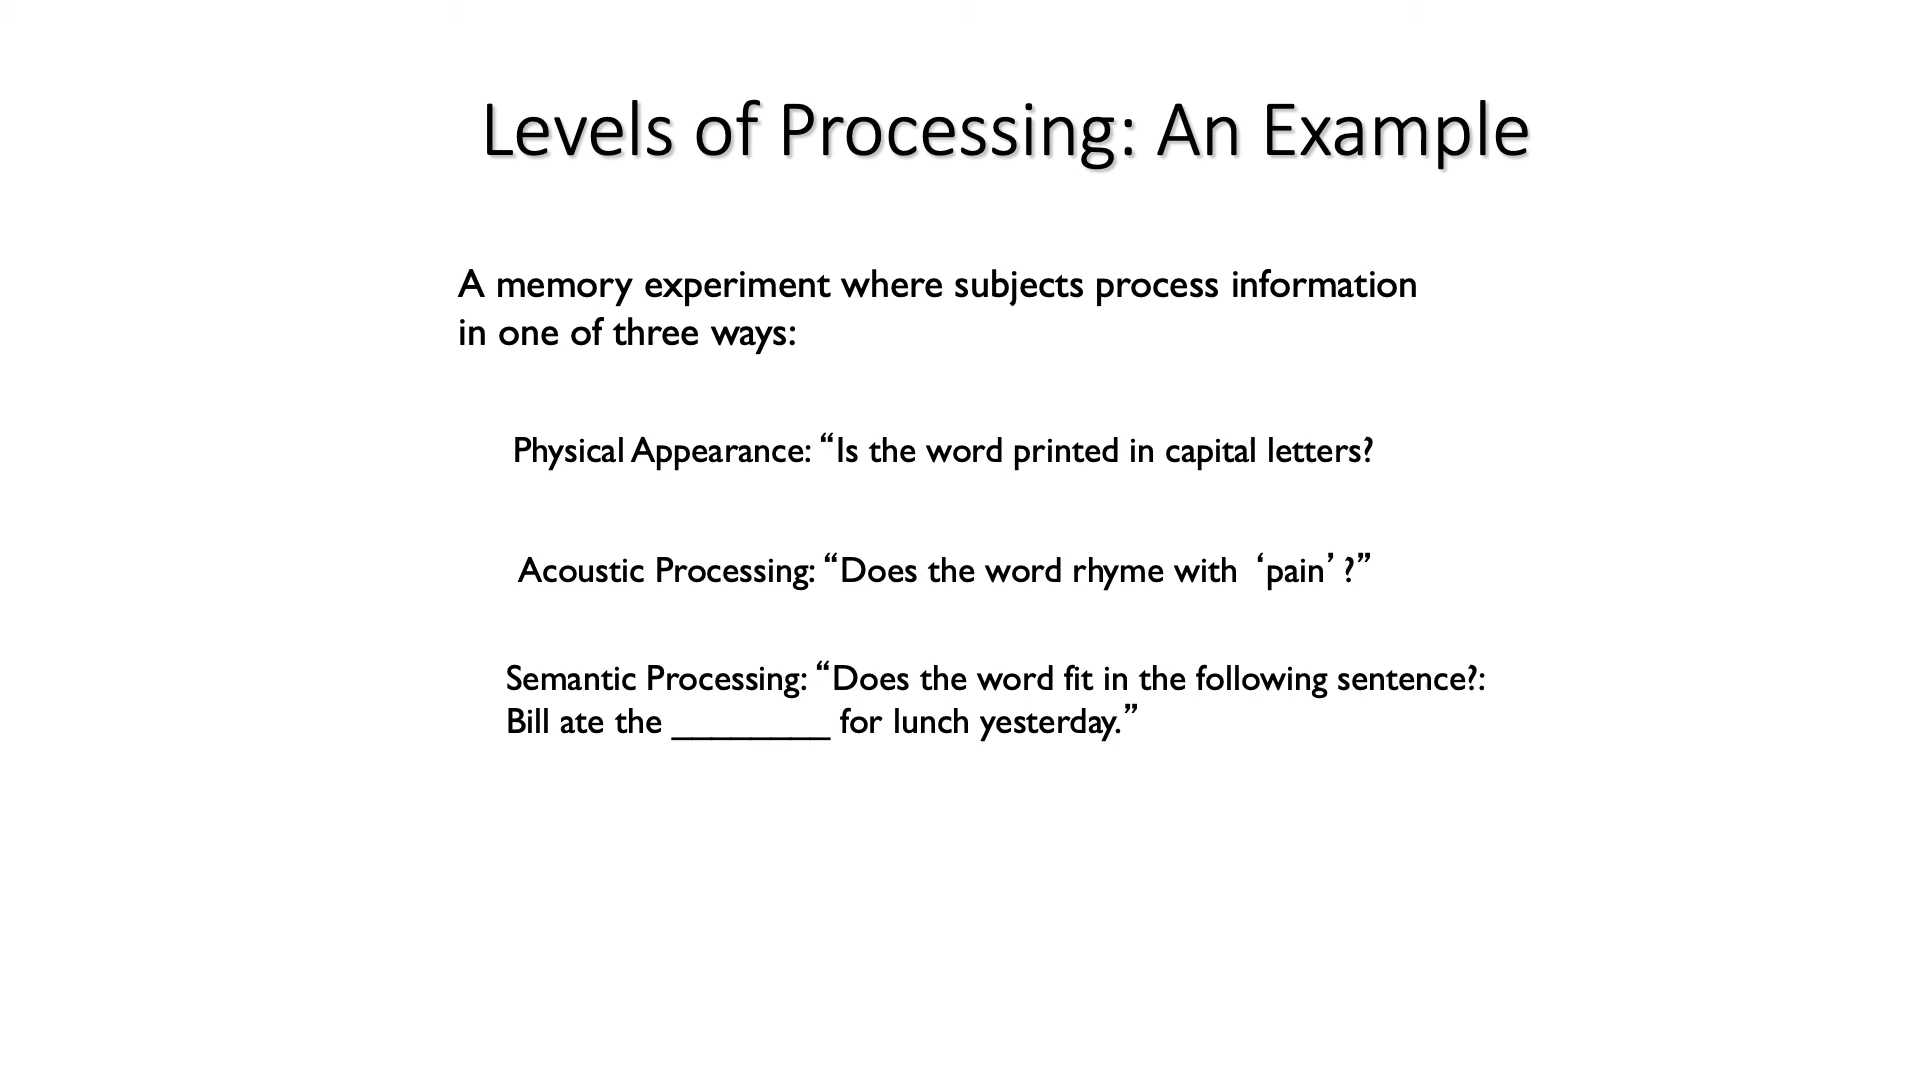 Levels of Processing: An Example
A memory experiment where subjects process information
in one of three ways:
Physical Appearance: “Is the word printed in capital letters?
Acoustic Processing: “Does the word rhyme with ‘pain’ ?”
Semantic Processing: “Does the word fit in the following sentence?:
Bill ate the ________ for lunch yesterday.”